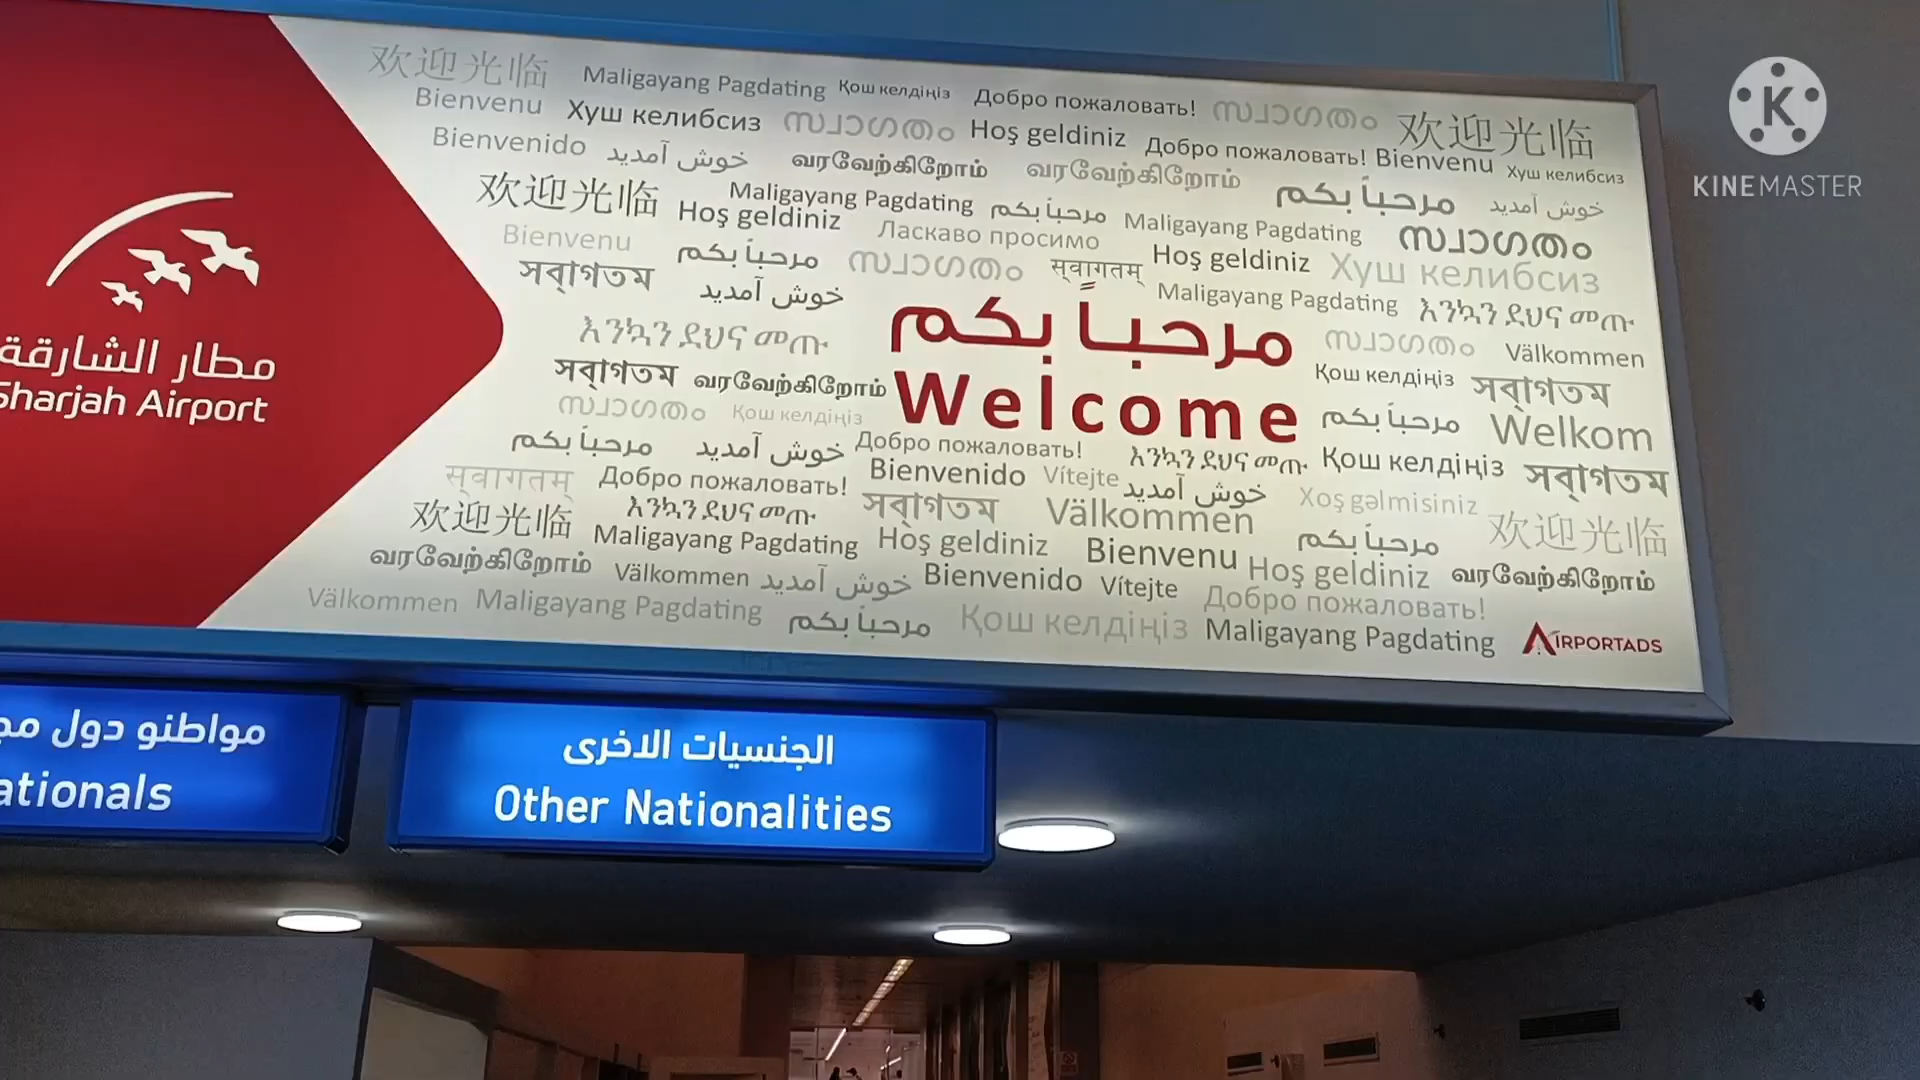 欢迎光临 Maligayang Pagdating Қош келдіңіз Добро пожаловать! സ്വാഗതം 欢迎光临
Bienvenu Хуш келибсиз സ്വാഗതം Hoş geldiniz Добро пожаловать! Bienvenu Хуш келибсиз
Bienvenido خوش آمدید வரவேற்கிறோம் வரவேற்கிறோம் مرحباً بكم خوش آمدید
欢迎光临 Maligayang Pagdating مرحباً بكم Maligayang Pagdating സ്വാഗതം
Hoş geldiniz Ласкаво просимо Hoş geldiniz Хуш келибсиз
Bienvenu مرحباً بكم സ്വാഗതം स्वागतम् Maligayang Pagdating እንኳን ደህና መጡ
সবাগতম خوش آمدید
مرحباً بكم
እንኳን ደህና መጡ സ്വാഗതം Välkommen
সবাগতম வரவேற்கிறோம் Қош келдіңіз সবাগতম
Welcome
സ്വാഗതം Қош келдіңіз مرحباً بكم Welkom
مرحباً بكم خوش آمدید Добро пожаловать! እንኳን ደህና መጡ Қош келдіңіз সবাগতম
स्वागतम् Добро пожаловать! Bienvenido Vítejte خوش آمدید Xoş gəlmisiniz
欢迎光临 እንኳን ደህና መጡ সবাগতম Välkommen 欢迎光临
Maligayang Pagdating Hoş geldiniz Bienvenu مرحباً بكم
வரவேற்கிறோம் Välkommen خوش آمدید Bienvenido Vítejte Hoş geldiniz வரவேற்கிறோம்
Välkommen Maligayang Pagdating مرحباً بكم Қош келдіңіз Добро пожаловать!
Maligayang Pagdating AIRPORTADS
مطار الشارقة
Sharjah Airport
مواطنو دول
الجنسيات الاخرى
Other Nationalities
K
KINEMASTER